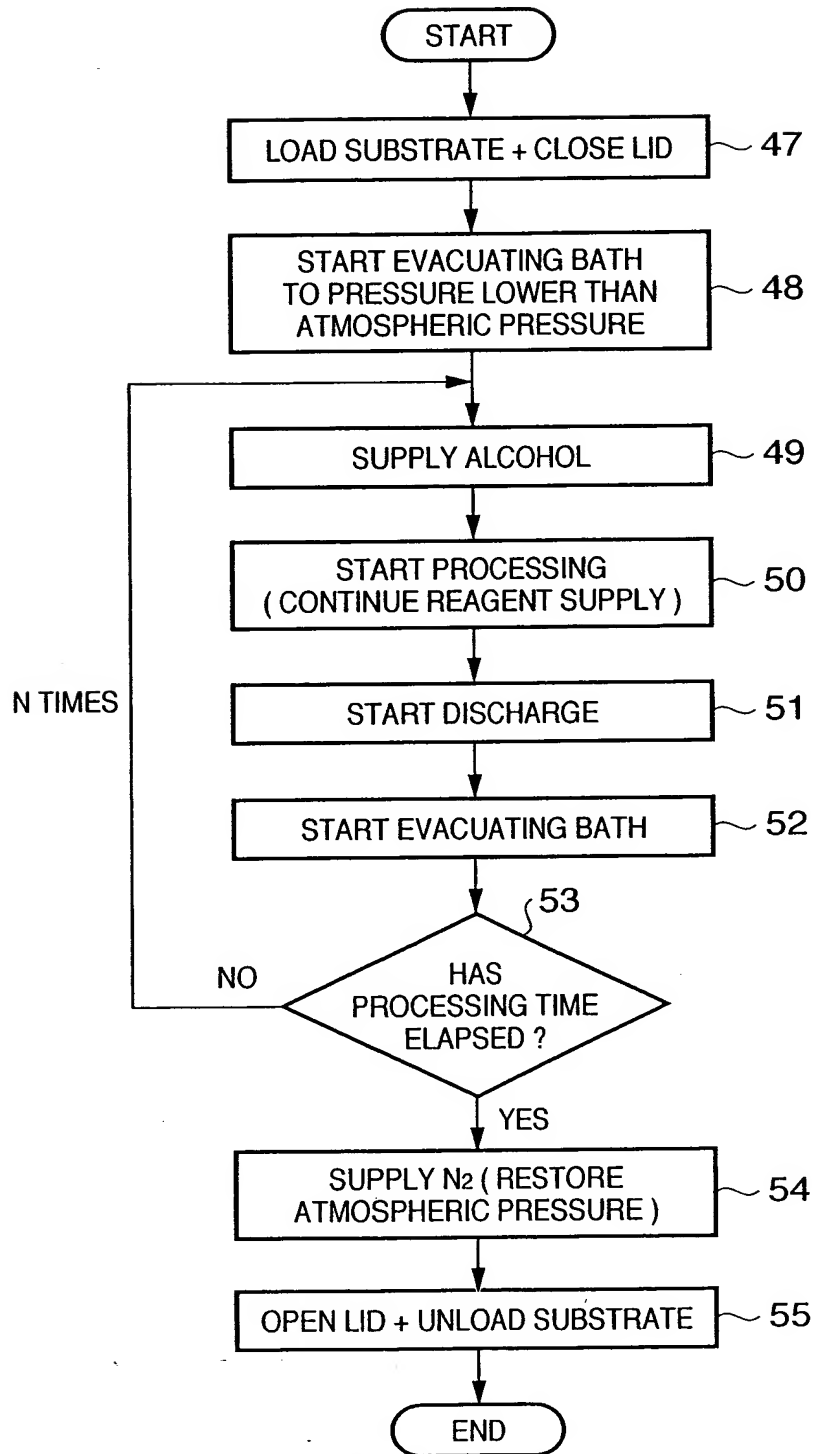 START
LOAD SUBSTRATE + CLOSE LID
47
START EVACUATING BATH
TO PRESSURE LOWER THAN
ATMOSPHERIC PRESSURE
48
SUPPLY ALCOHOL
49
START PROCESSING
( CONTINUE REAGENT SUPPLY )
50
N TIMES
START DISCHARGE
51
START EVACUATING BATH
52
53
NO
HAS
PROCESSING TIME
ELAPSED ?
YES
SUPPLY N2 ( RESTORE
ATMOSPHERIC PRESSURE )
54
OPEN LID + UNLOAD SUBSTRATE
55
END